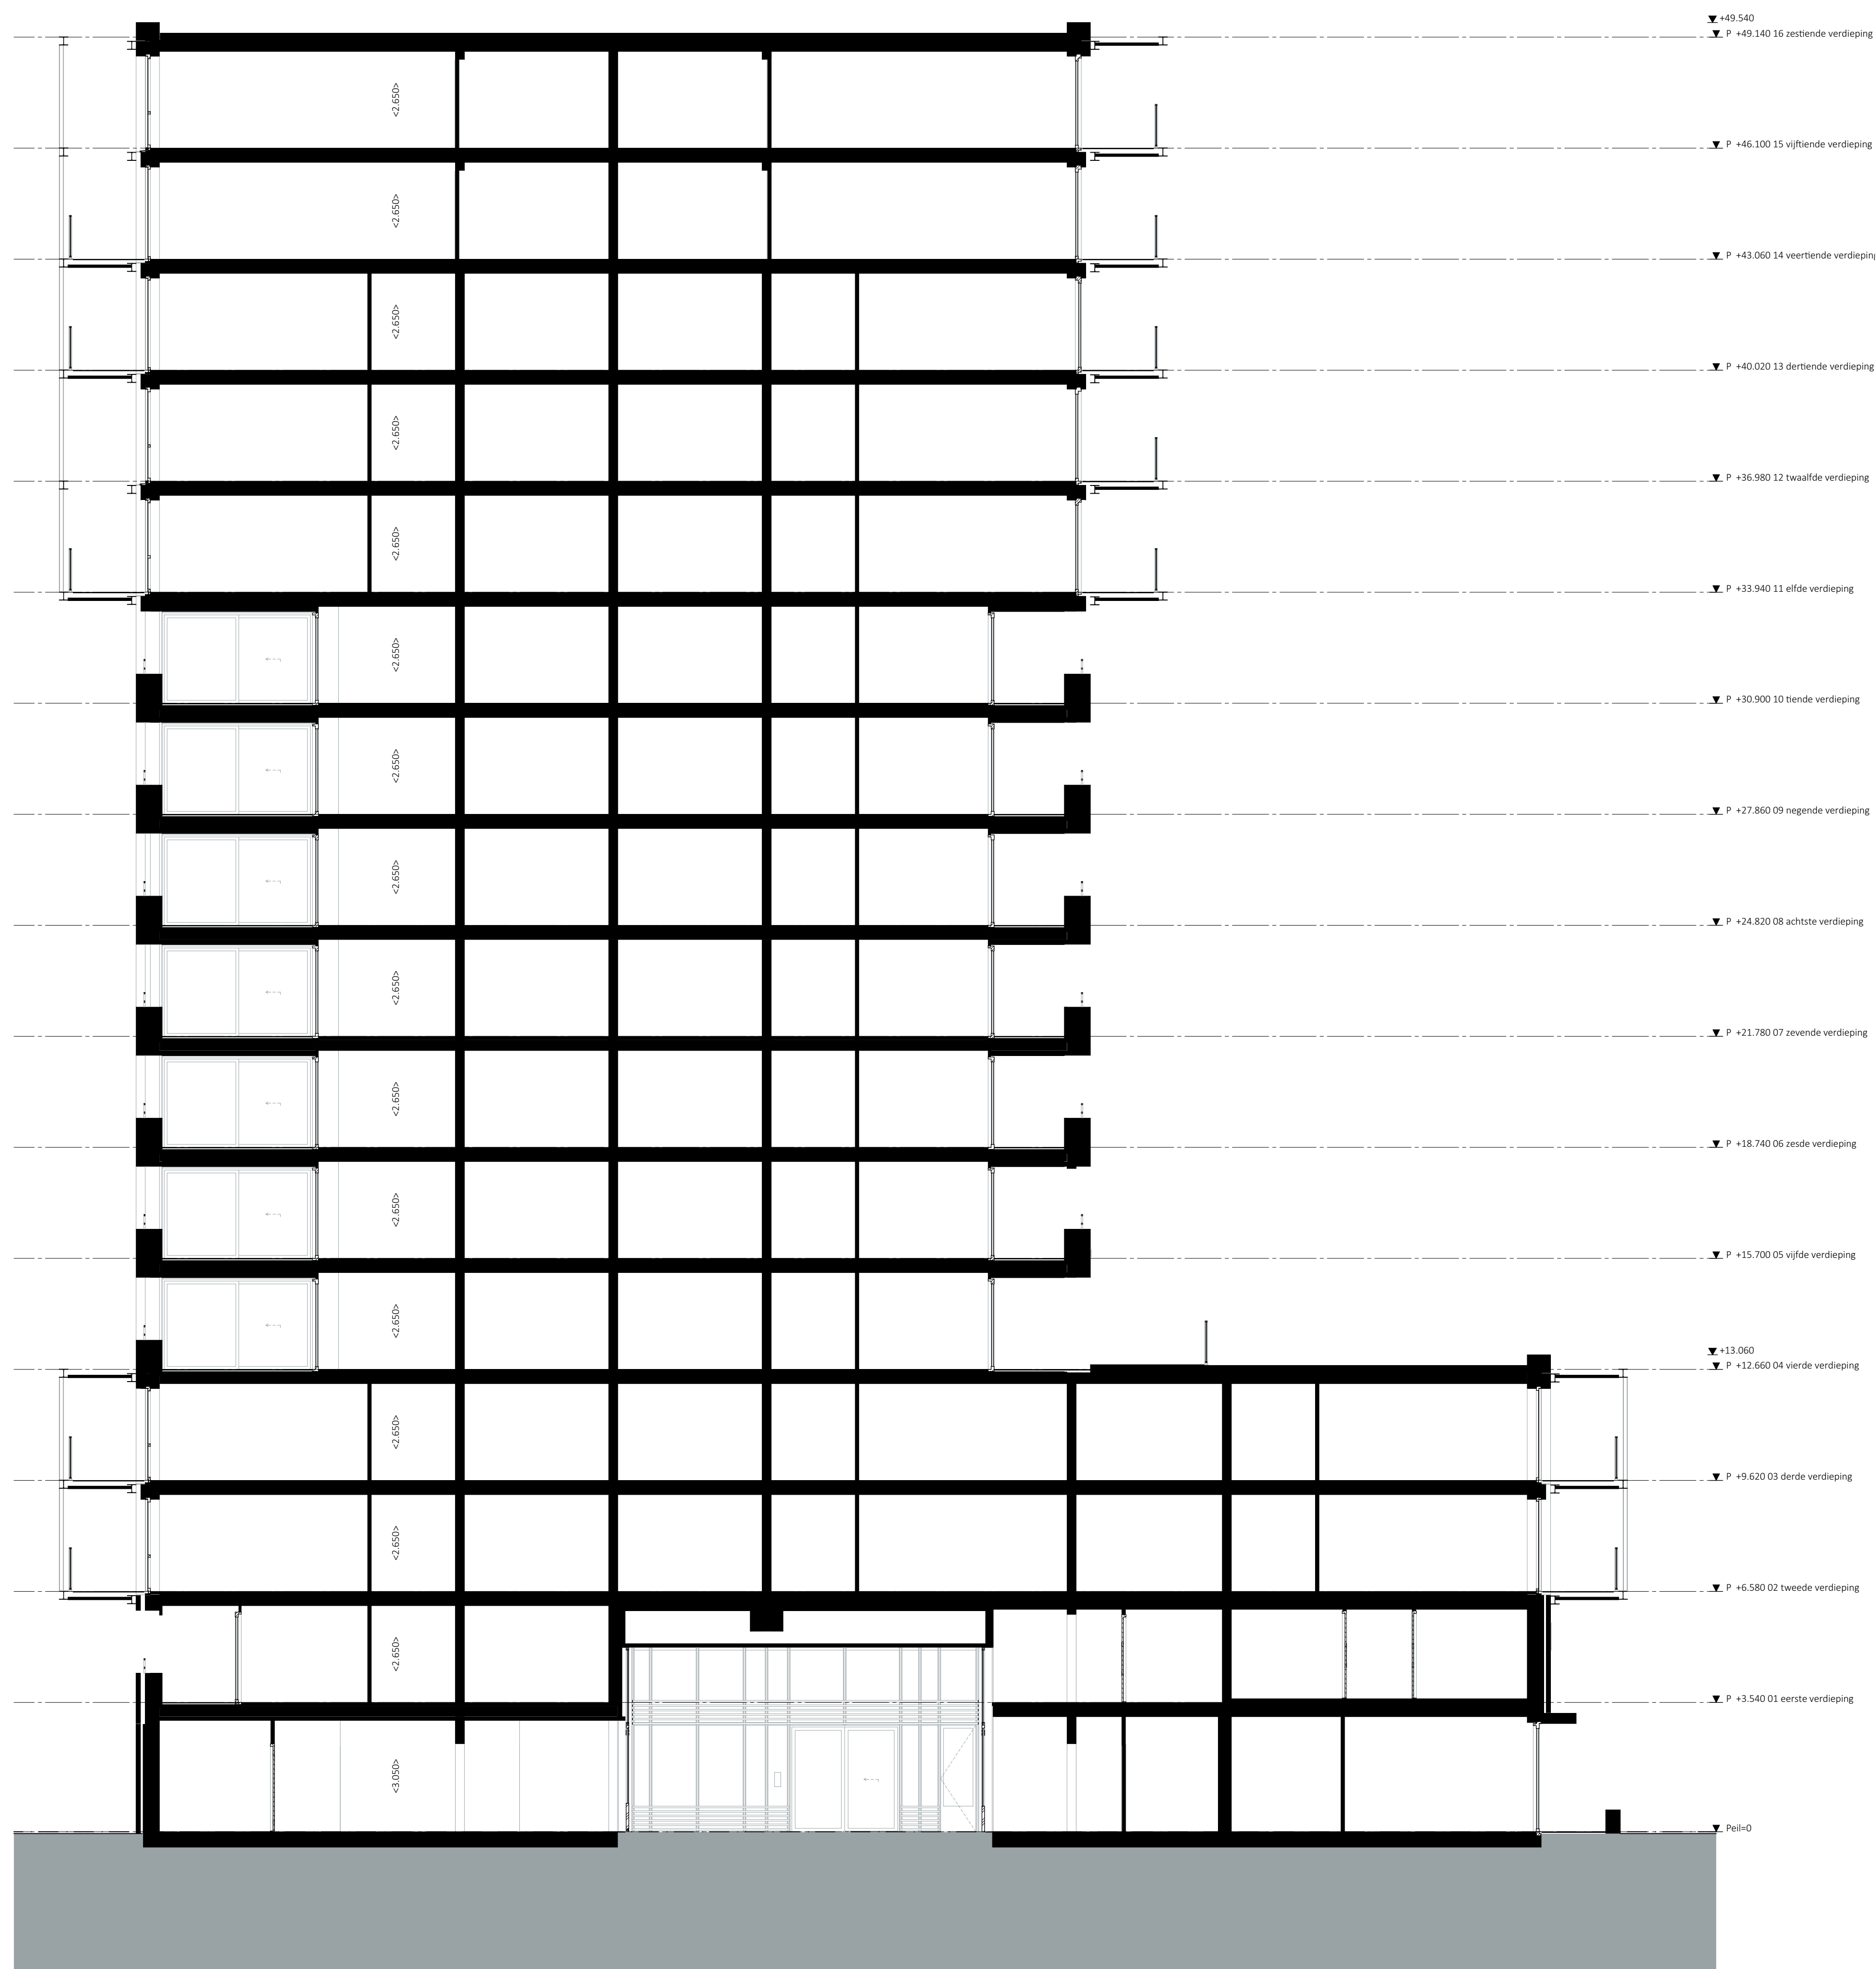 +49.540
P +49.140 16 zestiende verdieping
<2.650>
P +46.100 15 vijftiende verdieping
<2.650>
P +43.060 14 veertiende verdieping
<2.650>
P +40.020 13 dertiende verdieping
<2.650>
P +36.980 12 twaalfde verdieping
<2.650>
P +33.940 11 elfde verdieping
<2.650>
P +30.900 10 tiende verdieping
<2.650>
P +27.860 09 negende verdieping
<2.650>
P +24.820 08 achtste verdieping
<2.650>
P +21.780 07 zevende verdieping
<2.650>
P +18.740 06 zesde verdieping
<2.650>
P +15.700 05 vijfde verdieping
<2.650>
+13.060
P +12.660 04 vierde verdieping
<2.650>
P +9.620 03 derde verdieping
<2.650>
P +6.580 02 tweede verdieping
<2.650>
P +3.540 01 eerste verdieping
<3.050>
Peil=0